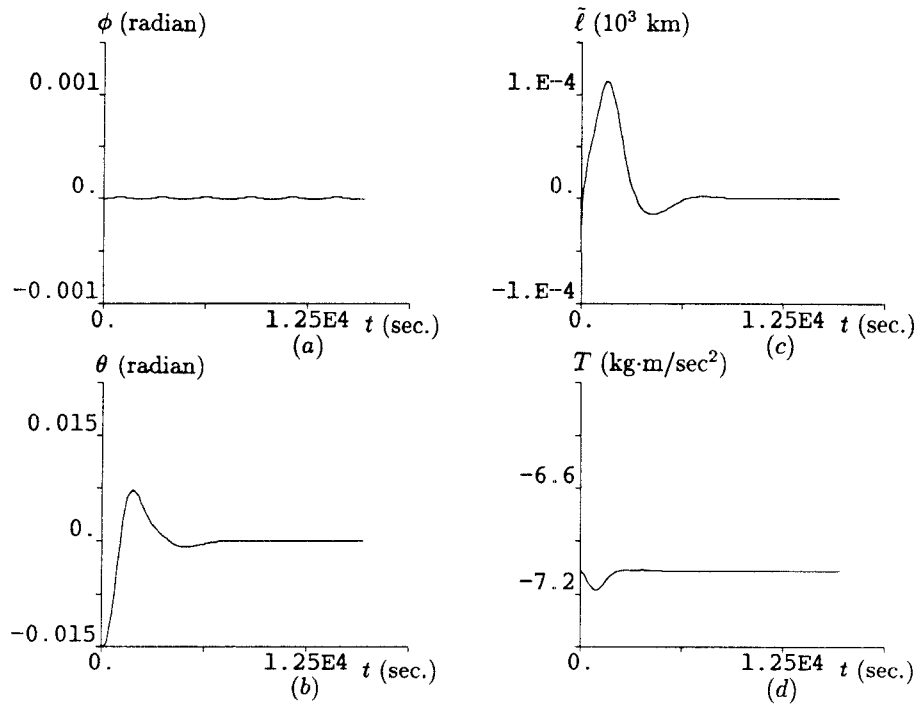 ϕ (radian)
0.001
0.
−0.001
0.
1.25E4 t (sec.)
(a)
ℓ̃ (10³ km)
1.E−4
0.
−1.E−4
0.
1.25E4 t (sec.)
(c)
θ (radian)
0.015
0.
−0.015
0.
1.25E4 t (sec.)
(b)
T (kg·m/sec²)
−6.6
−7.2
0.
1.25E4 t (sec.)
(d)